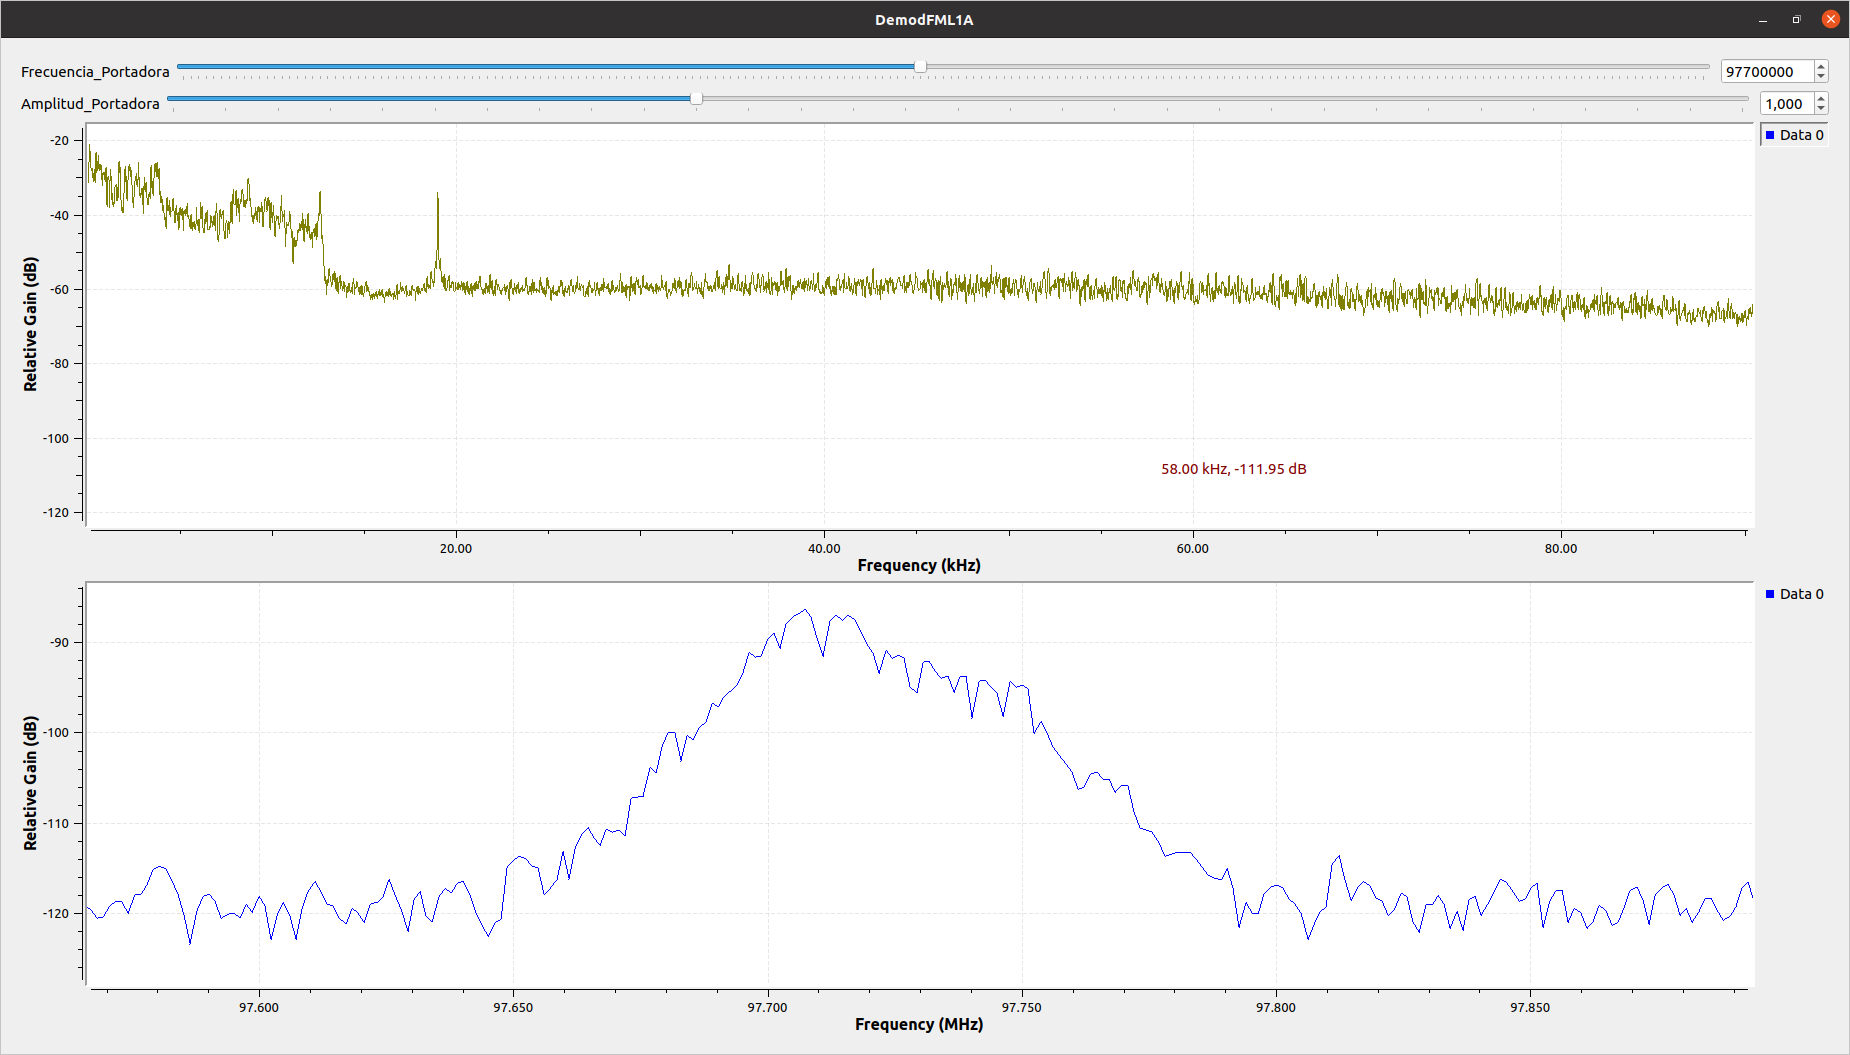 DemodFML1A
Frecuencia_Portadora 97700000
Amplitud_Portadora 1,000
Data 0
Relative Gain (dB)
-20
-40
-60
-80
-100
-120
58.00 kHz, -111.95 dB
20.00 40.00 60.00 80.00
Frequency (kHz)
Data 0
Relative Gain (dB)
-90
-100
-110
-120
97.600 97.650 97.700 97.750 97.800 97.850
Frequency (MHz)